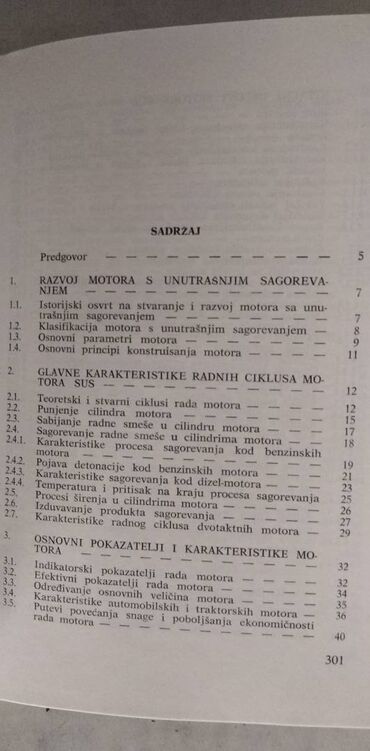 SADRŽAJ
Predgovor — — — — — — — — — — 5
1. RAZVOJ MOTORA S UNUTRAŠNJIM SAGOREVA-
NJEM — — — — — — — — — — — 7
1.1. Istorijski osvrt na stvaranje i razvoj motora sa unu-
trašnjim sagorevanjem — — — — — — — 7
1.2. Klasifikacija motora s unutrašnjim sagorevanjem — 8
1.3. Osnovni parametri motora — — — — — — 9
1.4. Osnovni principi konstruisanja motora — — — 11
2. GLAVNE KARAKTERISTIKE RADNIH CIKLUSA MO-
TORA SUS — — — — — — — — — 12
2.1. Teoretski i stvarni ciklusi rada motora — — — 12
2.2. Punjenje cilindra motora — — — — — — 15
2.3. Sabijanje radne smeše u cilindru motora — — — 17
2.4. Sagorevanje radne smeše u cilindrima motora — — 18
2.4.1. Karakteristike procesa sagorevanja kod benzinskih
motora — — — — — — — — — — 19
2.4.2. Pojava detonacije kod benzinskih motora — — — 21
2.4.3. Karakteristike sagorevanja kod dizel-motora — — 23
2.4.4. Temperatura i pritisak na kraju procesa sagorevanja 25
2.5. Procesi širenja u cilindrima motora — — — — 26
2.6. Izduvavanje produkta sagorevanja — — — — 27
2.7. Karakteristike radnog ciklusa dvotaktnih motora — 29
3. OSNOVNI POKAZATELJI I KARAKTERISTIKE MO-
TORA — — — — — — — — — — 32
3.1. Indikatorski pokazatelji rada motora — — — — 32
3.2. Efektivni pokazatelji rada motora — — — — 34
3.3. Određivanje osnovnih veličina motora — — — 35
3.4. Karakteristike automobilskih i traktorskih motora — 36
3.5. Putevi povećanja snage i poboljšanja ekonomičnosti
rada motora — — — — — — — — — 40
301